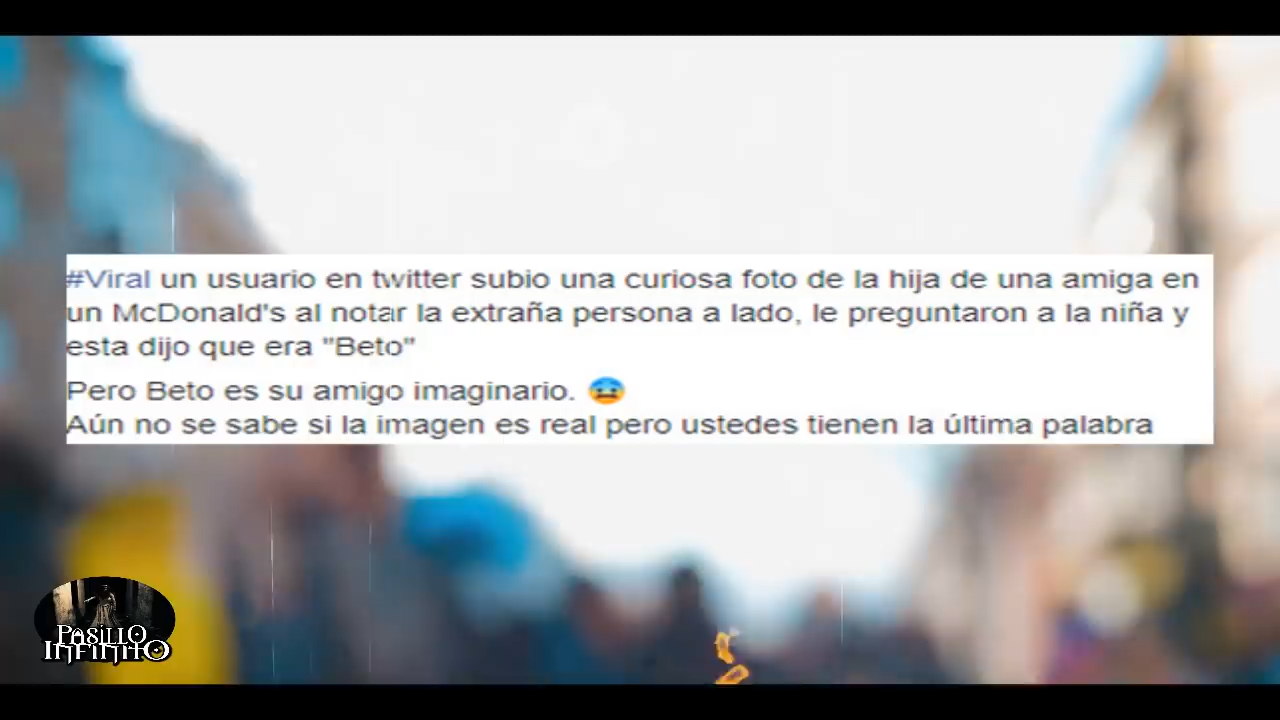 #Viral un usuario en twitter subio una curiosa foto de la hija de una amiga en
un McDonald's al notar la extraña persona a lado, le preguntaron a la niña y
esta dijo que era "Beto"
Pero Beto es su amigo imaginario. 😰
Aún no se sabe si la imagen es real pero ustedes tienen la última palabra
PASILLO
INFINITO